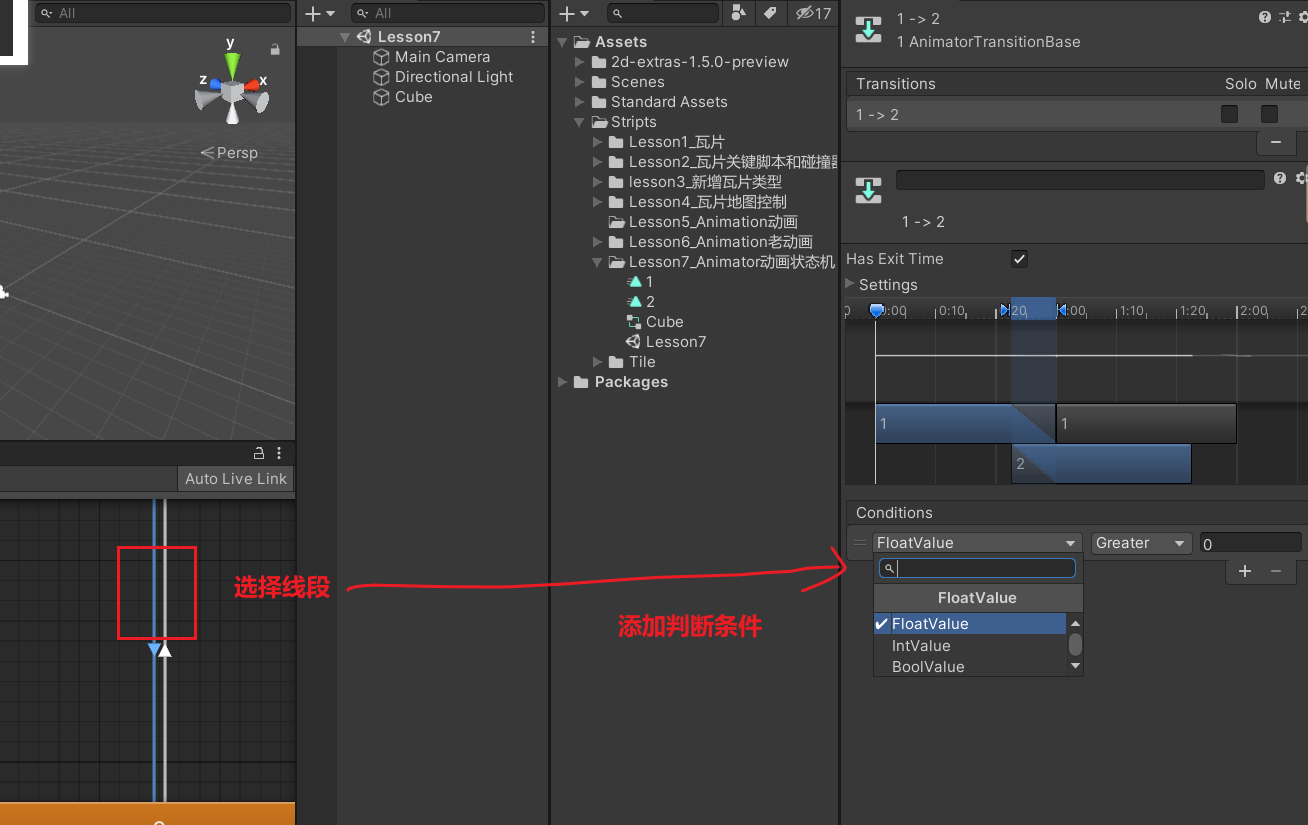 All
y
z
x
Persp
Auto Live Link
选择线段
All
Lesson7
Main Camera
Directional Light
Cube
17
Assets
2d-extras-1.5.0-preview
Scenes
Standard Assets
Stripts
Lesson1_瓦片
Lesson2_瓦片关键脚本和碰撞器
lesson3_新增瓦片类型
Lesson4_瓦片地图控制
Lesson5_Animation动画
Lesson6_Animation老动画
Lesson7_Animator动画状态机
1
2
Cube
Lesson7
Tile
Packages
添加判断条件
1 -> 2
1 AnimatorTransitionBase
Transitions Solo Mute
1 -> 2
1 -> 2
Has Exit Time
Settings
0:10 1:10 1:20 2:00
1 1
2
Conditions
FloatValue Greater 0
FloatValue
FloatValue
IntValue
BoolValue